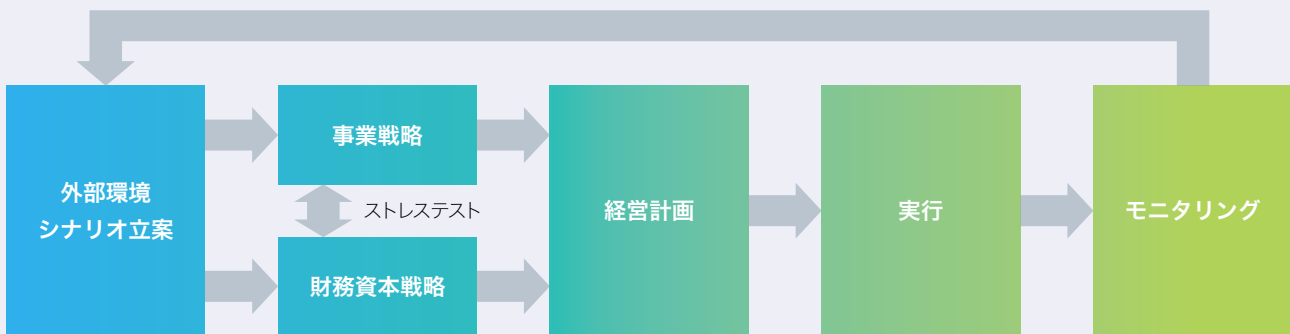 外部環境
シナリオ立案
事業戦略
ストレステスト
財務資本戦略
経営計画
実行
モニタリング